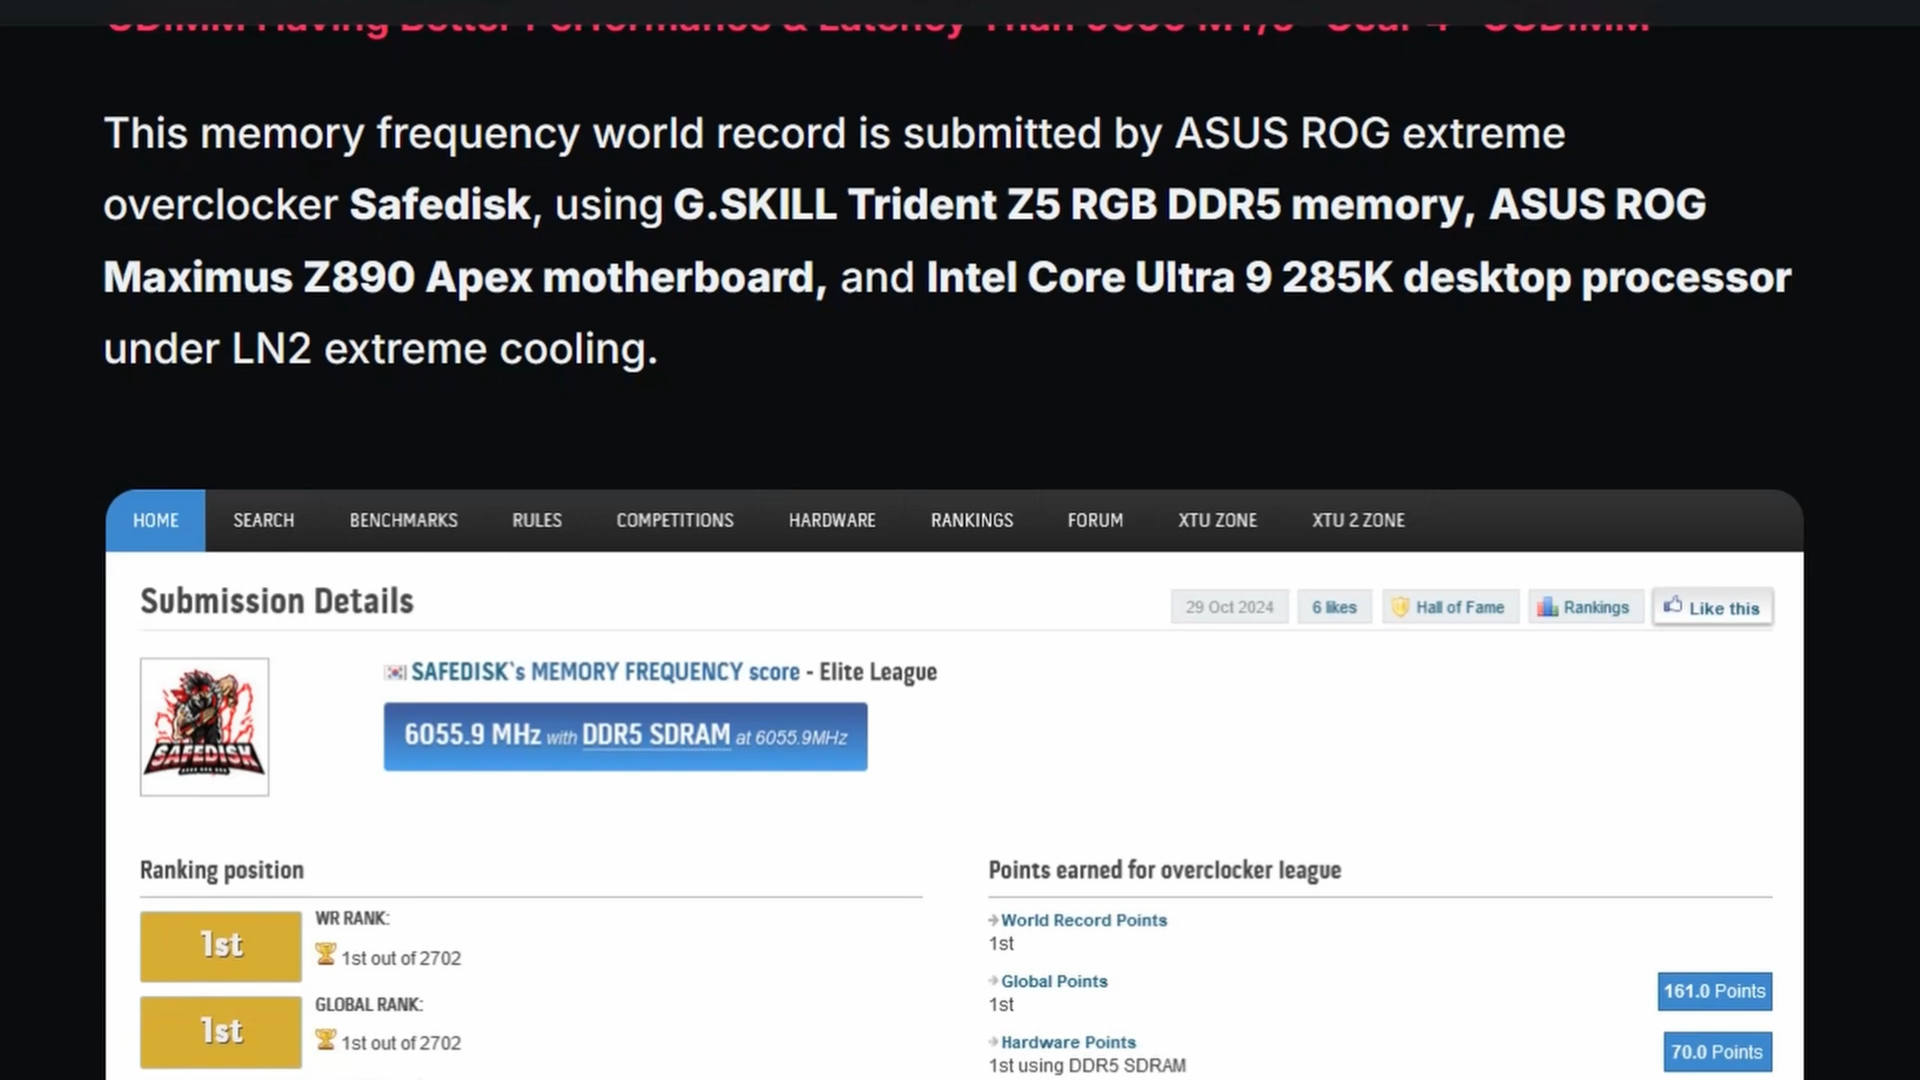 This memory frequency world record is submitted by ASUS ROG extreme
overclocker Safedisk, using G.SKILL Trident Z5 RGB DDR5 memory, ASUS ROG
Maximus Z890 Apex motherboard, and Intel Core Ultra 9 285K desktop processor
under LN2 extreme cooling.
HOME SEARCH BENCHMARKS RULES COMPETITIONS HARDWARE RANKINGS FORUM XTU ZONE XTU 2 ZONE
Submission Details
29 Oct 2024 6 likes Hall of Fame Rankings Like this
SAFEDISK`s MEMORY FREQUENCY score - Elite League
6055.9 MHz with DDR5 SDRAM at 6055.9MHz
SAFEDISK
Ranking position
1st
WR RANK:
1st out of 2702
1st
GLOBAL RANK:
1st out of 2702
Points earned for overclocker league
World Record Points
1st
Global Points
1st
161.0 Points
Hardware Points
1st using DDR5 SDRAM
70.0 Points